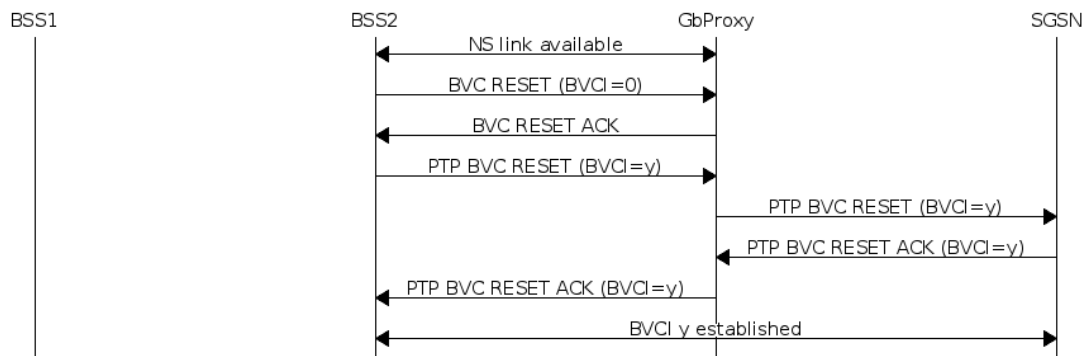 BSS1 BSS2 GbProxy SGSN
NS link available
BVC RESET (BVCI=0)
BVC RESET ACK
PTP BVC RESET (BVCI=y)
PTP BVC RESET (BVCI=y)
PTP BVC RESET ACK (BVCI=y)
PTP BVC RESET ACK (BVCI=y)
BVCI y established